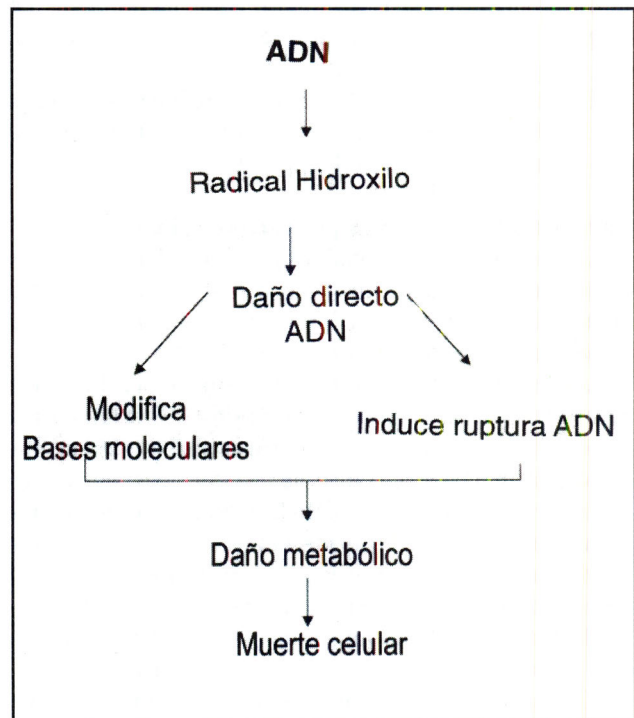 ADN
Radical Hidroxilo
Daño directo
ADN
Modifica
Bases moleculares
Induce ruptura ADN
Daño metabólico
Muerte celular